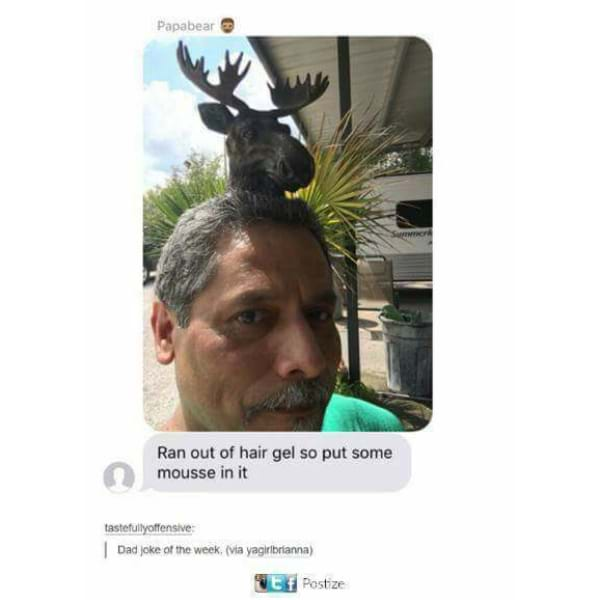 Papabear
Ran out of hair gel so put some
mousse in it
tastefullyoffensive:
Dad joke of the week. (via yagirlbrianna)
t f Postize